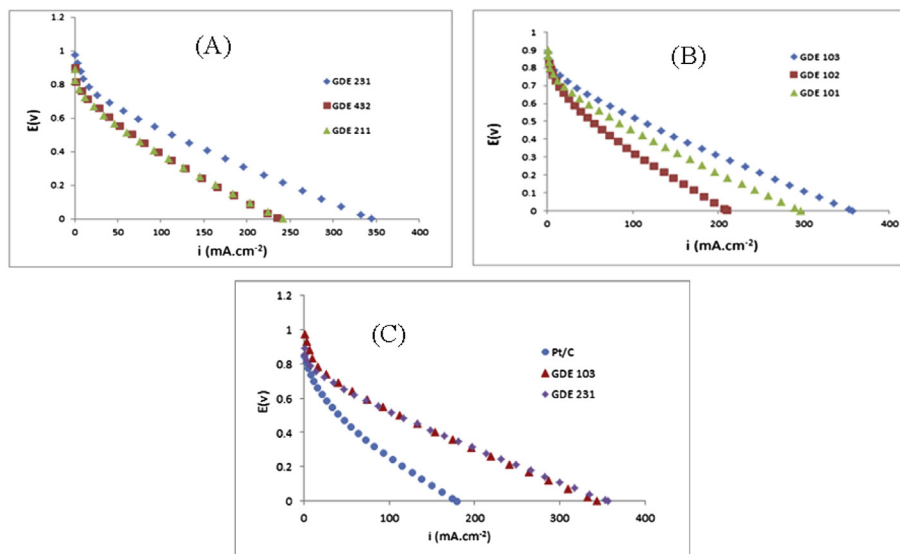 (A)
E(v)
1.2
1
0.8
0.6
0.4
0.2
0
0 50 100 150 200 250 300 350 400
i (mA.cm-2)
GDE 231
GDE 432
GDE 211
(B)
E(v)
1
0.9
0.8
0.7
0.6
0.5
0.4
0.3
0.2
0.1
0
0 100 200 300 400
i (mA.cm-2)
GDE 103
GDE 102
GDE 101
(C)
E(v)
1.2
1
0.8
0.6
0.4
0.2
0
0 100 200 300 400
i (mA.cm-2)
Pt/C
GDE 103
GDE 231